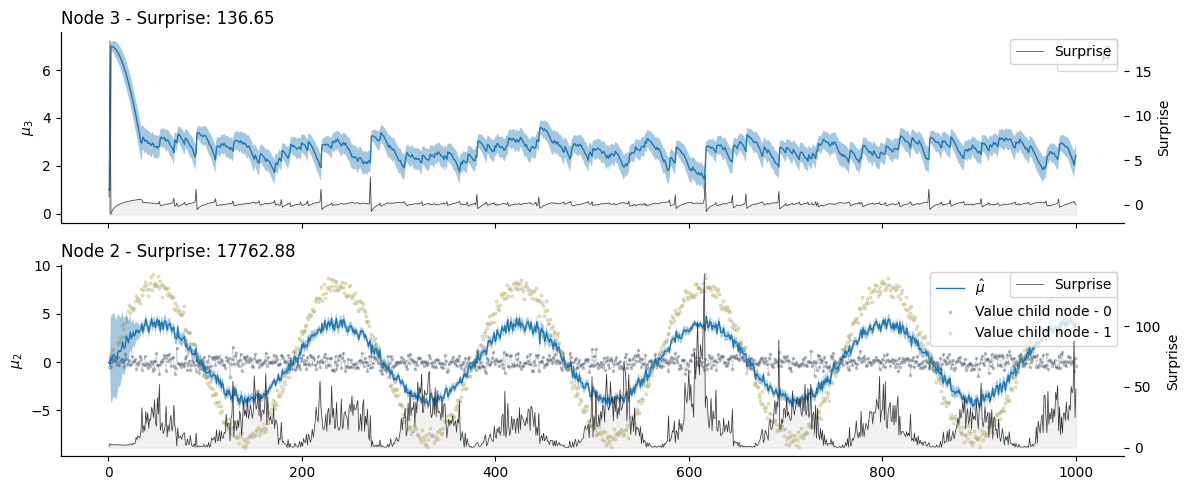 Node 3 - Surprise: 136.65
Surprise
μ₃
6
4
2
0
15
10
5
0
Surprise
Node 2 - Surprise: 17762.88
μ̂
Value child node - 0
Value child node - 1
Surprise
μ₂
10
5
0
−5
100
50
0
Surprise
0
200
400
600
800
1000